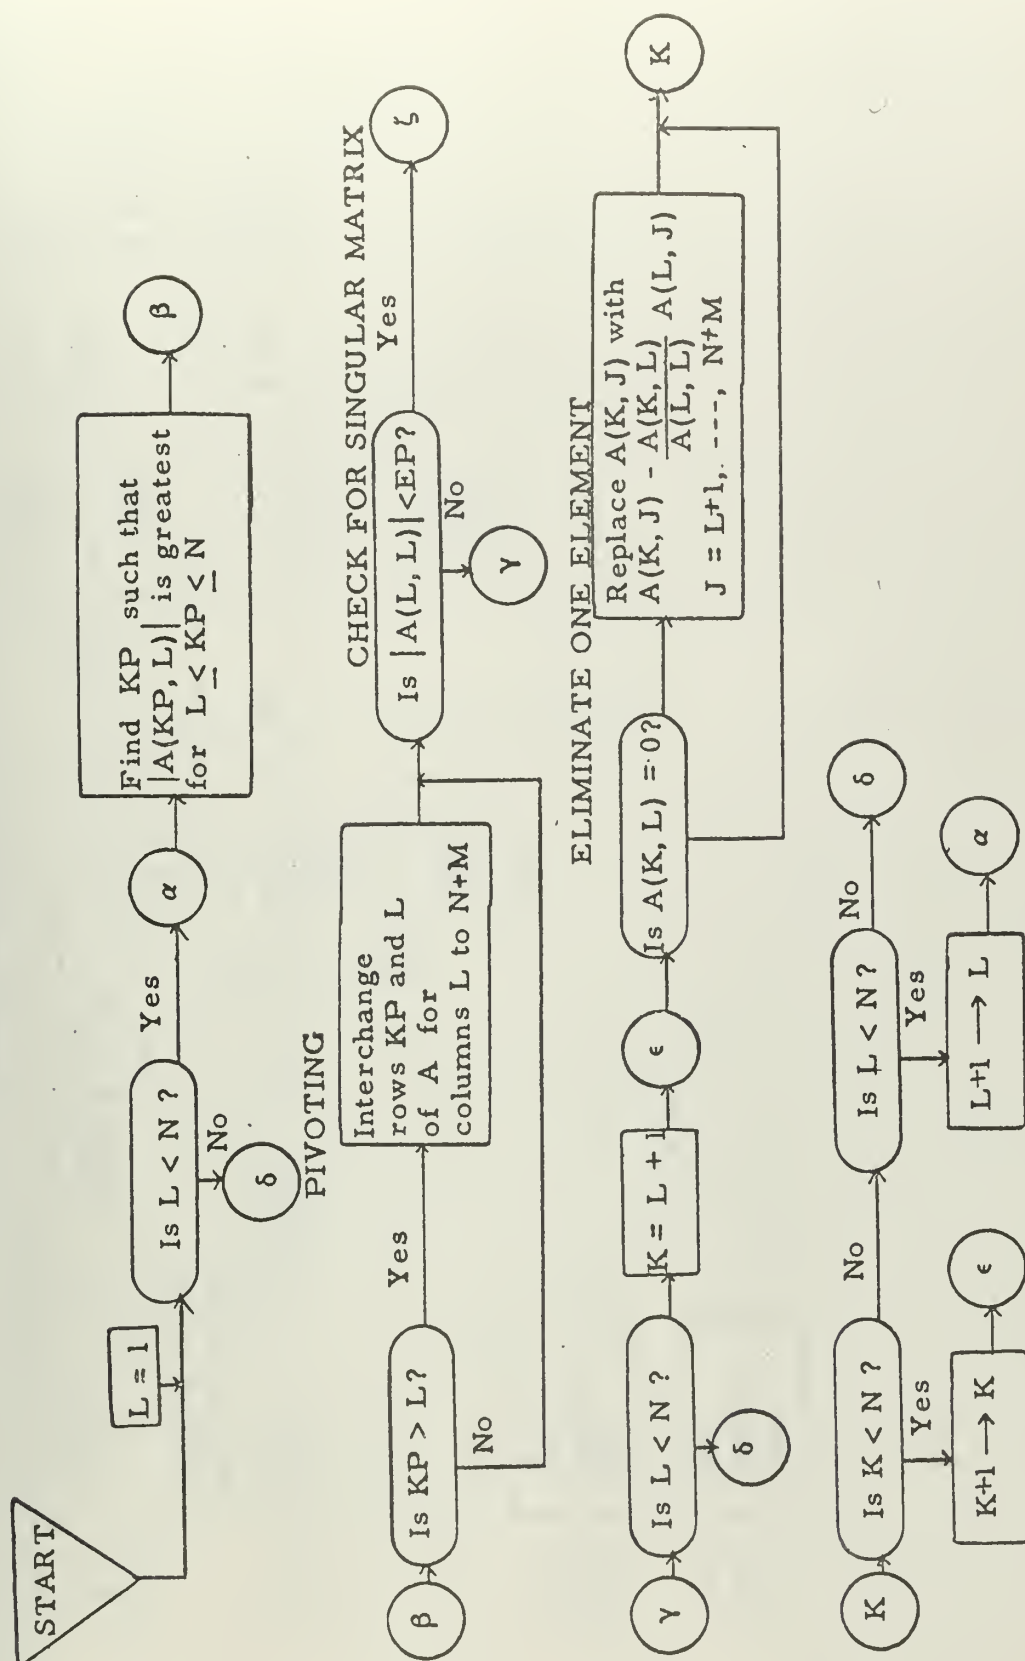 START
L = 1
Is L < N ?
Yes
No
δ
α
Find KP such that
|A(KP, L)| is greatest
for L ≤ KP ≤ N
β
PIVOTING
β
Is KP > L?
Yes
No
Interchange
rows KP and L
of A for
columns L to N+M
CHECK FOR SINGULAR MATRIX
Is |A(L, L)| <EP?
Yes
No
γ
ζ
γ
Is L < N ?
δ
K = L + 1
ϵ
ELIMINATE ONE ELEMENT
Is A(K, L) = 0?
Replace A(K, J) with
A(K, J) - A(K, L) A(L, J)
A(L, L)
J = L+1, ---, N+M
K
K
Is K < N ?
No
Yes
K+1 → K
ϵ
Is L < N?
No
Yes
δ
L+1 → L
α